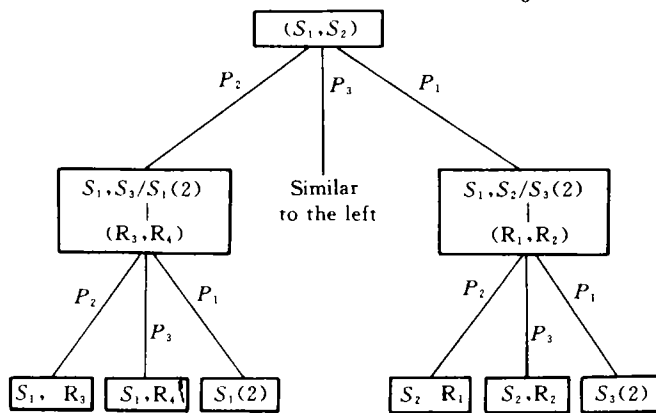 (S₁,S₂)
P₂ P₃ P₁
S₁,S₃/S₁(2)
(R₃,R₄)
Similar
to the left
S₁,S₂/S₃(2)
(R₁,R₂)
P₂ P₃ P₁
P₂ P₃ P₁
S₁, R₃
S₁,R₄
S₁(2)
S₂ R₁
S₂,R₂
S₃(2)